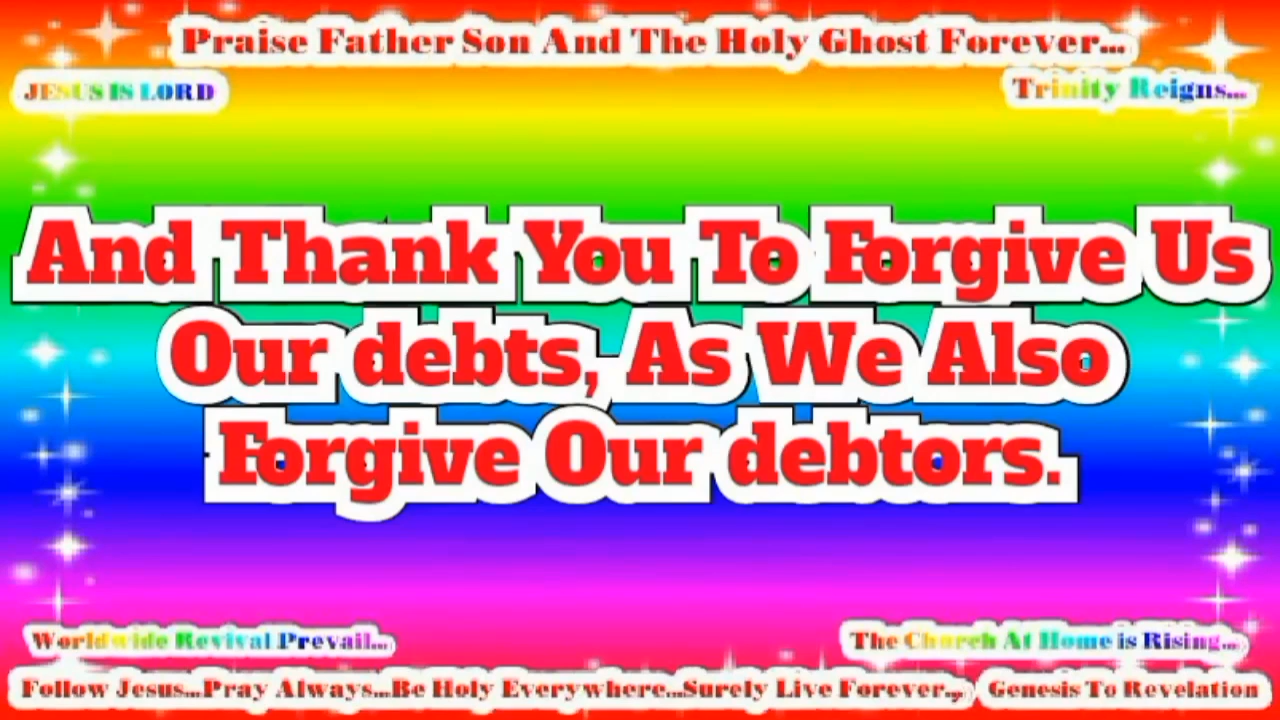 Praise Father Son And The Holy Ghost Forever...
JESUS IS LORD
Trinity Reigns...
And Thank You To Forgive Us
Our debts, As We Also
Forgive Our debtors.
Worldwide Revival Prevail...
The Church At Home is Rising...
Follow Jesus...Pray Always...Be Holy Everywhere...Surely Live Forever...
Genesis To Revelation